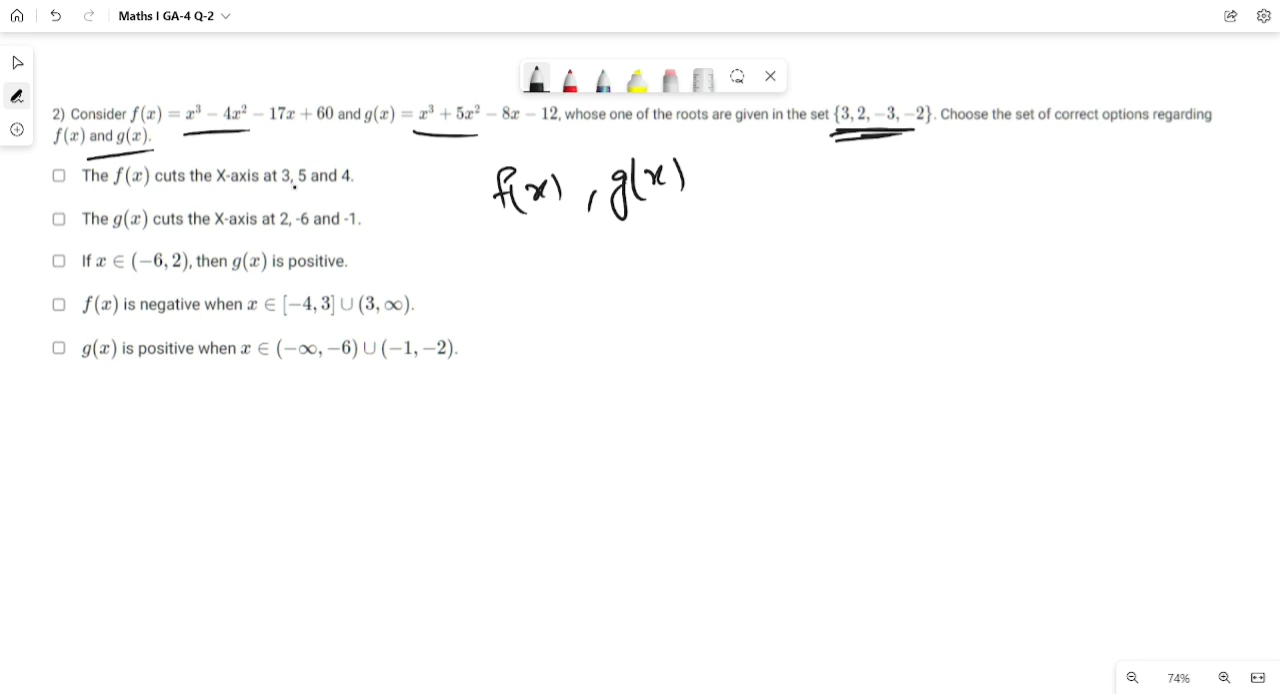 Maths I GA-4 Q-2
2) Consider f(x) = x³ − 4x² − 17x + 60 and g(x) = x³ + 5x² − 8x − 12, whose one of the roots are given in the set {3, 2, −3, −2}. Choose the set of correct options regarding
f(x) and g(x).
The f(x) cuts the X-axis at 3, 5 and 4.
f(x) , g(x)
The g(x) cuts the X-axis at 2, -6 and -1.
If x ∈ (−6, 2), then g(x) is positive.
f(x) is negative when x ∈ [−4, 3] ∪ (3, ∞).
g(x) is positive when x ∈ (−∞, −6) ∪ (−1, −2).
74%